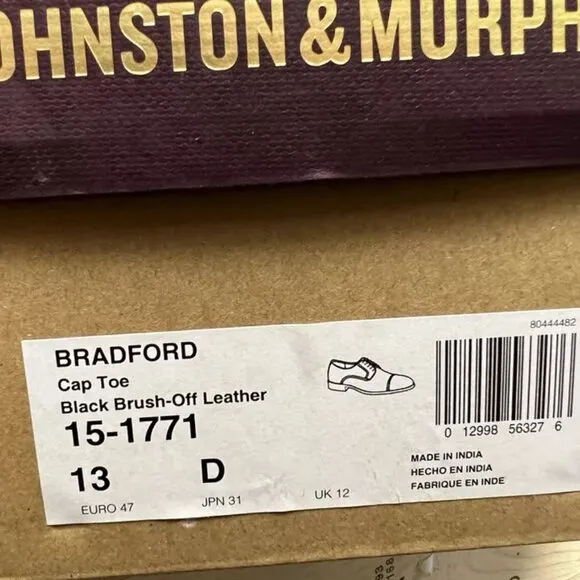 OHNSTON & MURPH
80444482
BRADFORD
Cap Toe
Black Brush-Off Leather
15-1771
0 12998 56327 6
13 D
MADE IN INDIA
HECHO EN INDIA
FABRIQUE EN INDE
EURO 47 JPN 31 UK 12